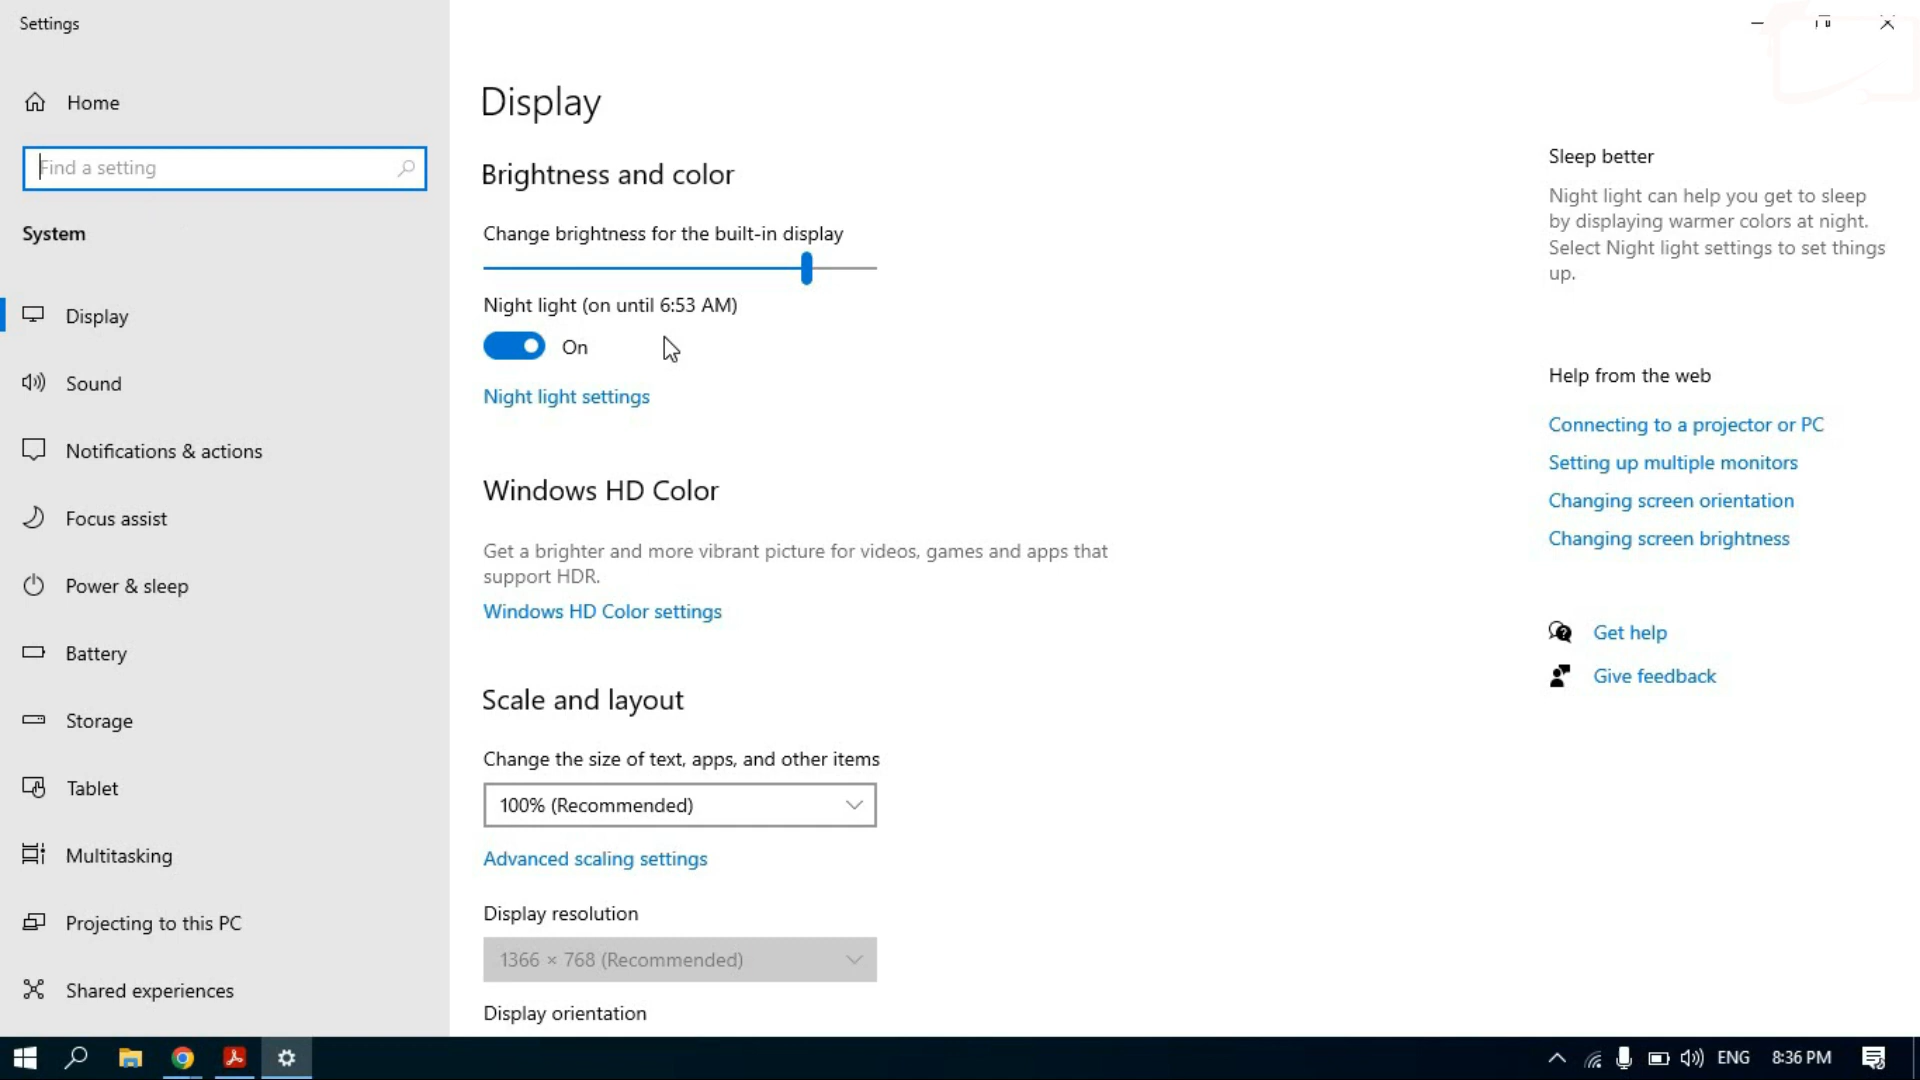 Settings
Home
Find a setting
System
Display
Sound
Notifications & actions
Focus assist
Power & sleep
Battery
Storage
Tablet
Multitasking
Projecting to this PC
Shared experiences
Display
Brightness and color
Change brightness for the built-in display
Night light (on until 6:53 AM)
On
Night light settings
Windows HD Color
Get a brighter and more vibrant picture for videos, games and apps that
support HDR.
Windows HD Color settings
Scale and layout
Change the size of text, apps, and other items
100% (Recommended)
Advanced scaling settings
Display resolution
1366 × 768 (Recommended)
Display orientation
Sleep better
Night light can help you get to sleep
by displaying warmer colors at night.
Select Night light settings to set things
up.
Help from the web
Connecting to a projector or PC
Setting up multiple monitors
Changing screen orientation
Changing screen brightness
Get help
Give feedback
ENG
8:36 PM